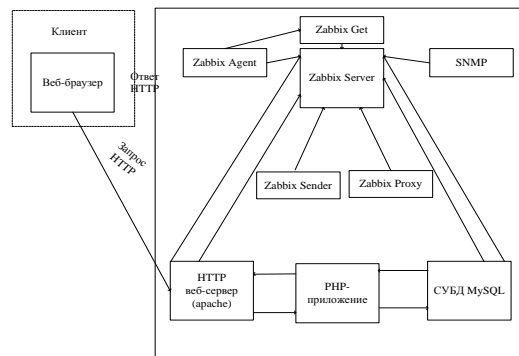 Клиент
Веб-браузер
Ответ
HTTP
Запрос
HTTP
Zabbix Get
Zabbix Agent
Zabbix Server
SNMP
Zabbix Sender
Zabbix Proxy
HTTP
веб-сервер
(apache)
PHP-
приложение
СУБД MySQL